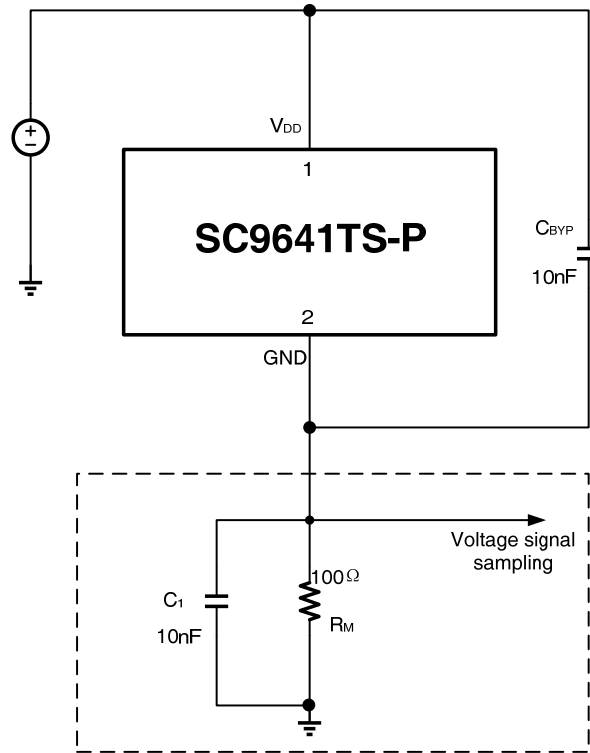 VDD
+
−
1
SC9641TS-P
CBYP
10nF
2
GND
Voltage signal
sampling
100Ω
C1
RM
10nF